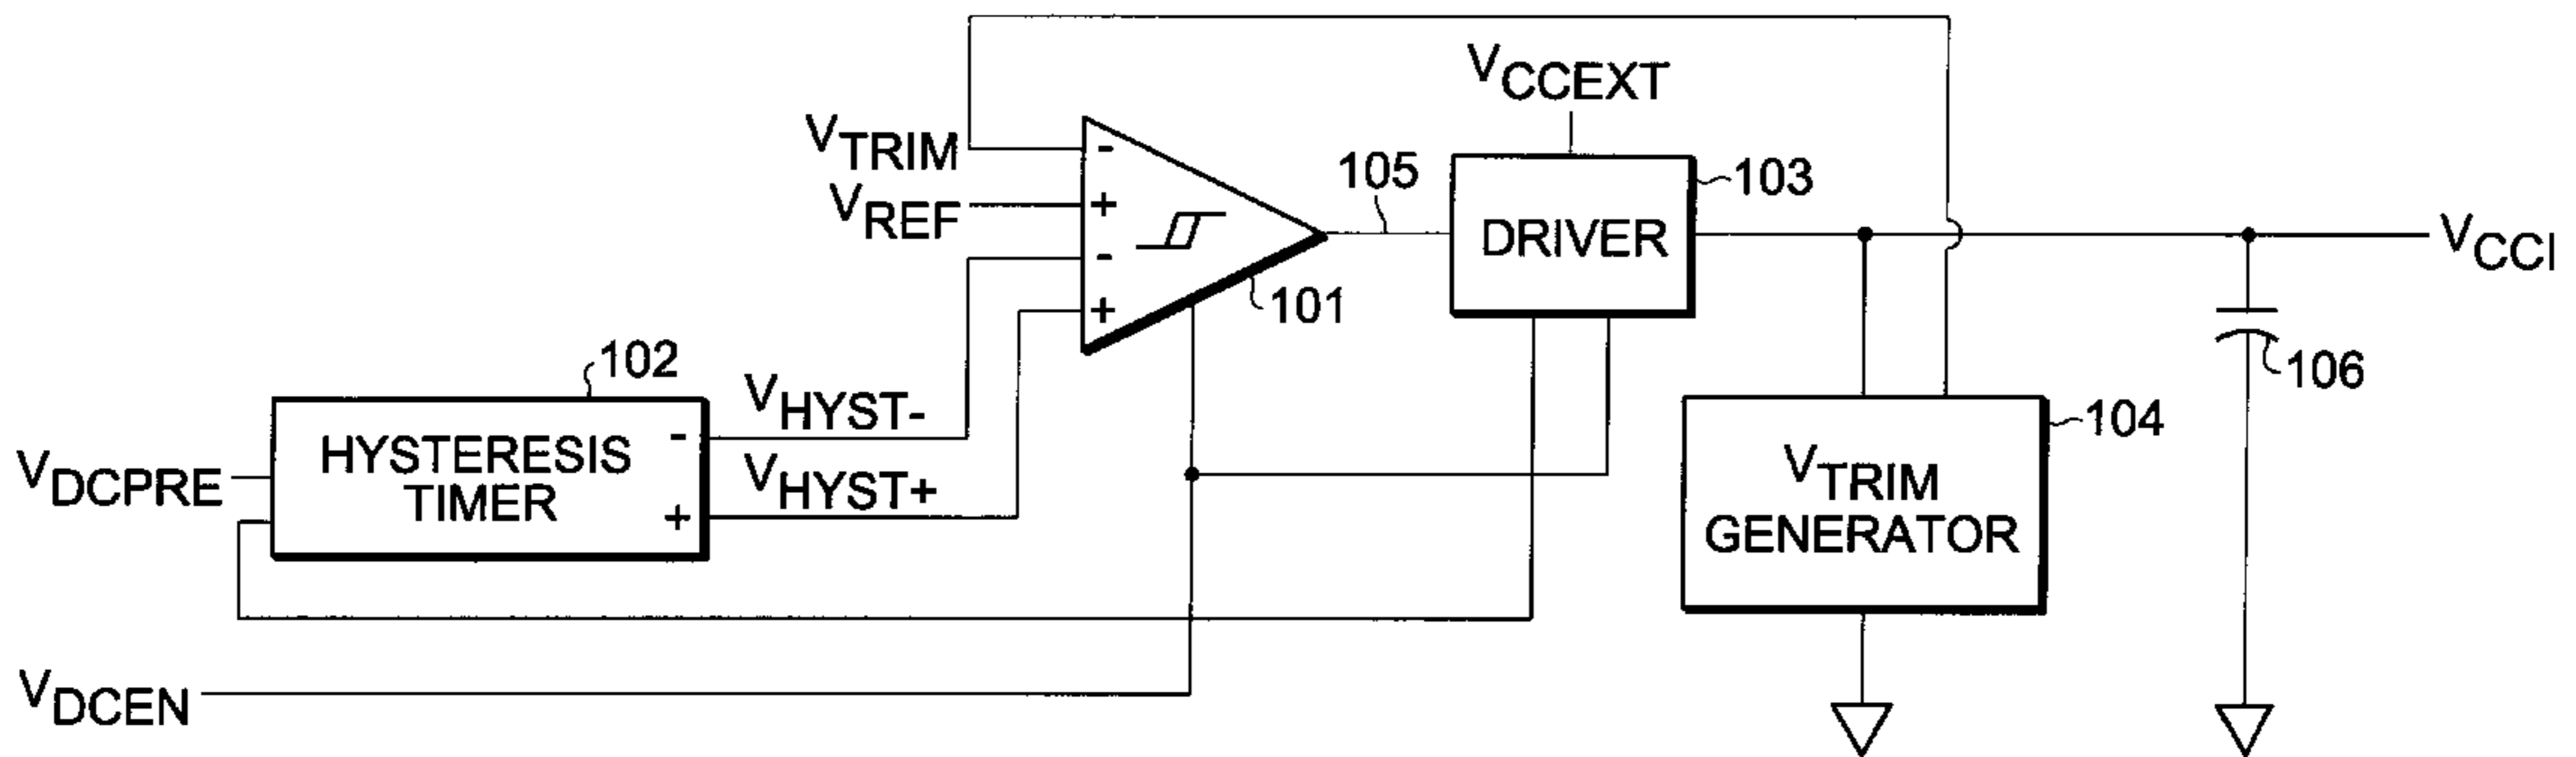 VCCEXT
VTRIM
-
105
103
VREF
+
DRIVER
VCCI
-
101
+
102
106
VHYST-
104
HYSTERESIS
TIMER
-
VDCPRE
VHYST+
+
VTRIM
GENERATOR
VDCEN